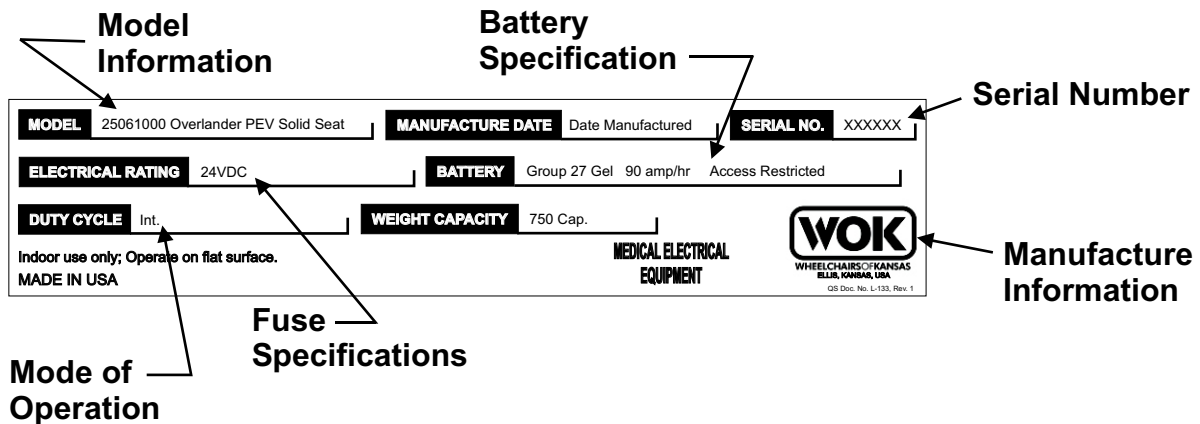 Model
Information
Battery
Specification
Serial Number
MODEL 25061000 Overlander PEV Solid Seat MANUFACTURE DATE Date Manufactured SERIAL NO. XXXXXX
ELECTRICAL RATING 24VDC BATTERY Group 27 Gel 90 amp/hr Access Restricted
DUTY CYCLE Int. WEIGHT CAPACITY 750 Cap.
WOK
WHEELCHAIRS OF KANSAS
ELLIS, KANSAS, USA
QS Doc. No. L-133, Rev. 1
Indoor use only; Operate on flat surface.
MADE IN USA
MEDICAL ELECTRICAL
EQUIPMENT
Manufacture
Information
Fuse
Specifications
Mode of
Operation